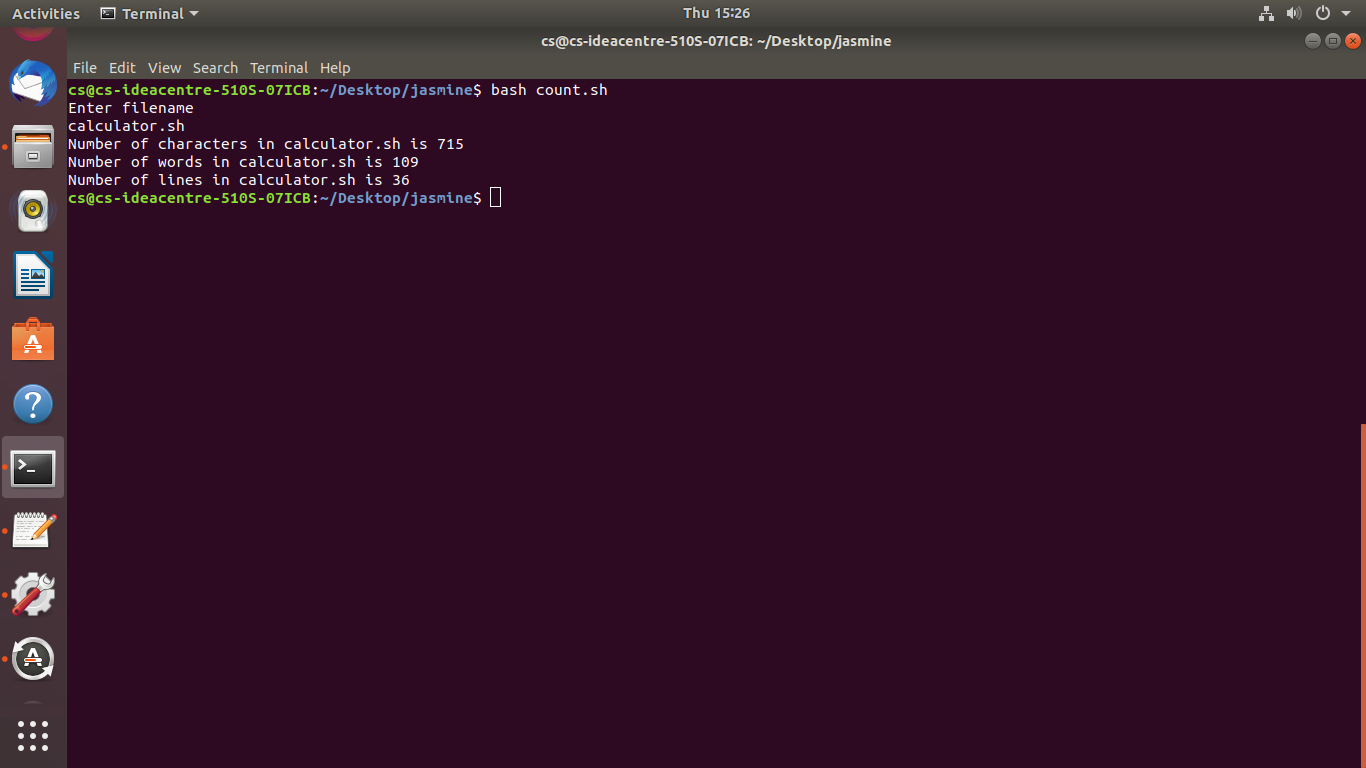 Activities Terminal Thu 15:26
cs@cs-ideacentre-510S-07ICB: ~/Desktop/jasmine
File Edit View Search Terminal Help
cs@cs-ideacentre-510S-07ICB:~/Desktop/jasmine$ bash count.sh
Enter filename
calculator.sh
Number of characters in calculator.sh is 715
Number of words in calculator.sh is 109
Number of lines in calculator.sh is 36
cs@cs-ideacentre-510S-07ICB:~/Desktop/jasmine$